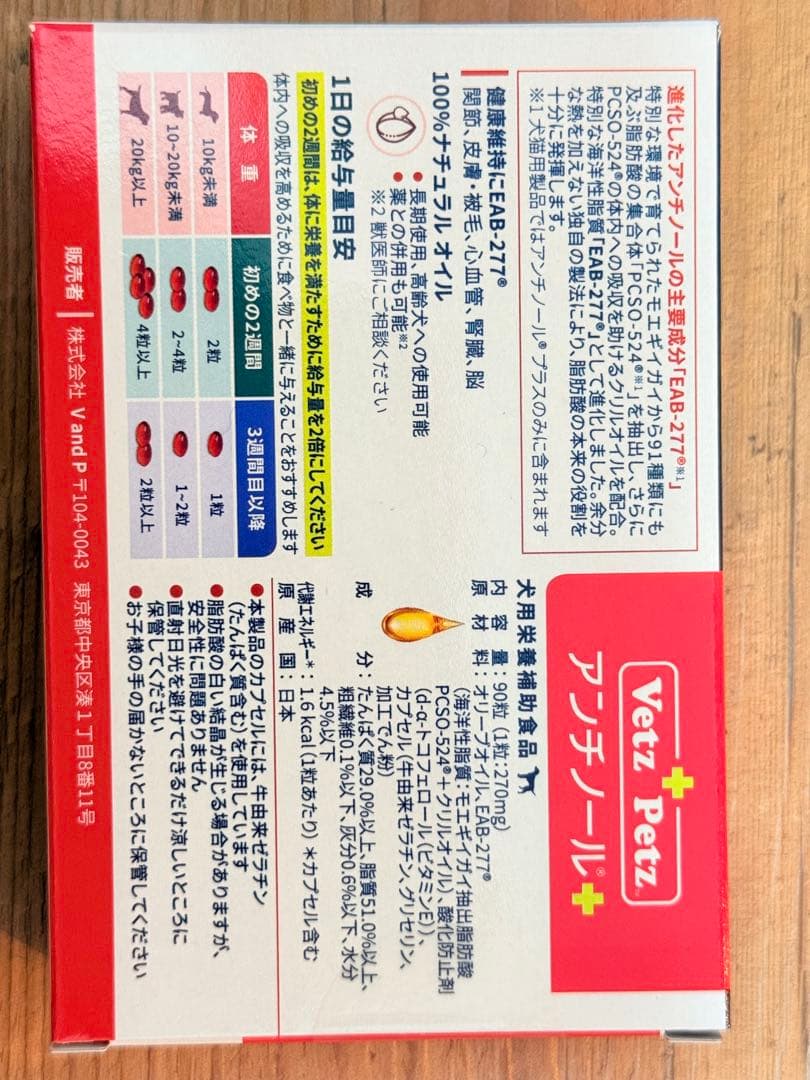 進化したアンチノールの主要成分「EAB-277®※1」
特別な環境で育てられたモエギイガイから91種類にも
及ぶ脂肪酸の集合体「PCSO-524®※1」を抽出し、さらに
PCSO-524®の体内への吸収を助けるクリルオイルを配合。
特別な海洋性脂質「EAB-277®」として進化しました。余分
な熱を加えない独自の製法により、脂肪酸の本来の役割を
十分に発揮します。
※1 犬猫用製品ではアンチノール® プラスのみに含まれます
健康維持にEAB-277®
関節、皮膚・被毛、心血管、腎臓、脳
100%ナチュラル オイル
●長期使用、高齢犬への使用可能
●薬との併用も可能※2
※2 獣医師にご相談ください
1日の給与量目安
初めの2週間は、体に栄養を満たすために給与量を2倍にしてください
体内への吸収を高めるために食べ物と一緒に与えることをおすすめします
体 重 初めの2週間 3週間目以降
10kg未満 2粒 1粒
10~20kg未満 2~4粒 1~2粒
20kg以上 4粒以上 2粒以上
Vetz Petz
アンチノール®
犬用栄養補助食品
内容量:90粒(1粒:270mg)
原材料:オリーブオイル、EAB-277®
(海洋性脂質:モエギイガイ抽出脂肪酸
PCSO-524®+クリルオイル)、酸化防止剤
(d-α-トコフェロール(ビタミンE))、
カプセル(牛由来ゼラチン、グリセリン、
加工でん粉)
成分:たんぱく質29.0%以上、脂質51.0%以上、
粗繊維0.1%以下、灰分0.6%以下、水分
4.5%以下
代謝エネルギー*:1.6 kcal (1粒あたり) *カプセル含む
原産国:日本
●本製品のカプセルには、牛由来ゼラチン
(たんぱく質含む)を使用しています
●脂肪酸の白い結晶が生じる場合がありますが、
安全性に問題ありません
●直射日光を避けてできるだけ涼しいところに
保管してください
●お子様の手の届かないところに保管してください
販売者 株式会社 V and P 〒104-0043 東京都中央区湊1丁目8番11号